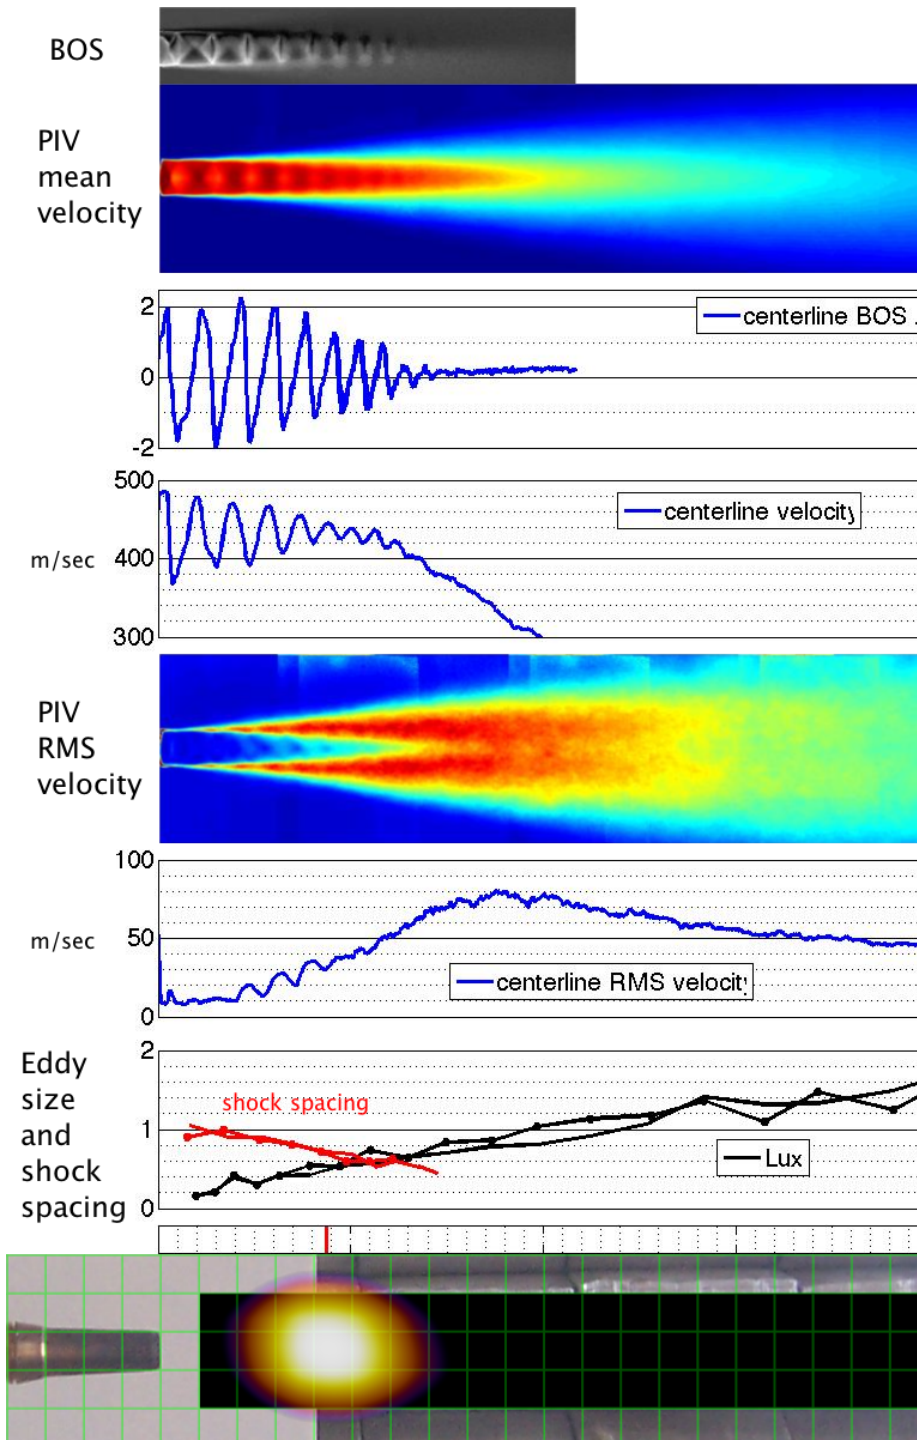 BOS
PIV
mean
velocity
2
centerline BOS .
0
-2
500
centerline velocity
m/sec
400
300
PIV
RMS
velocity
100
m/sec
50
centerline RMS velocity
0
Eddy
size
and
shock
spacing
2
shock spacing
1
Lux
0